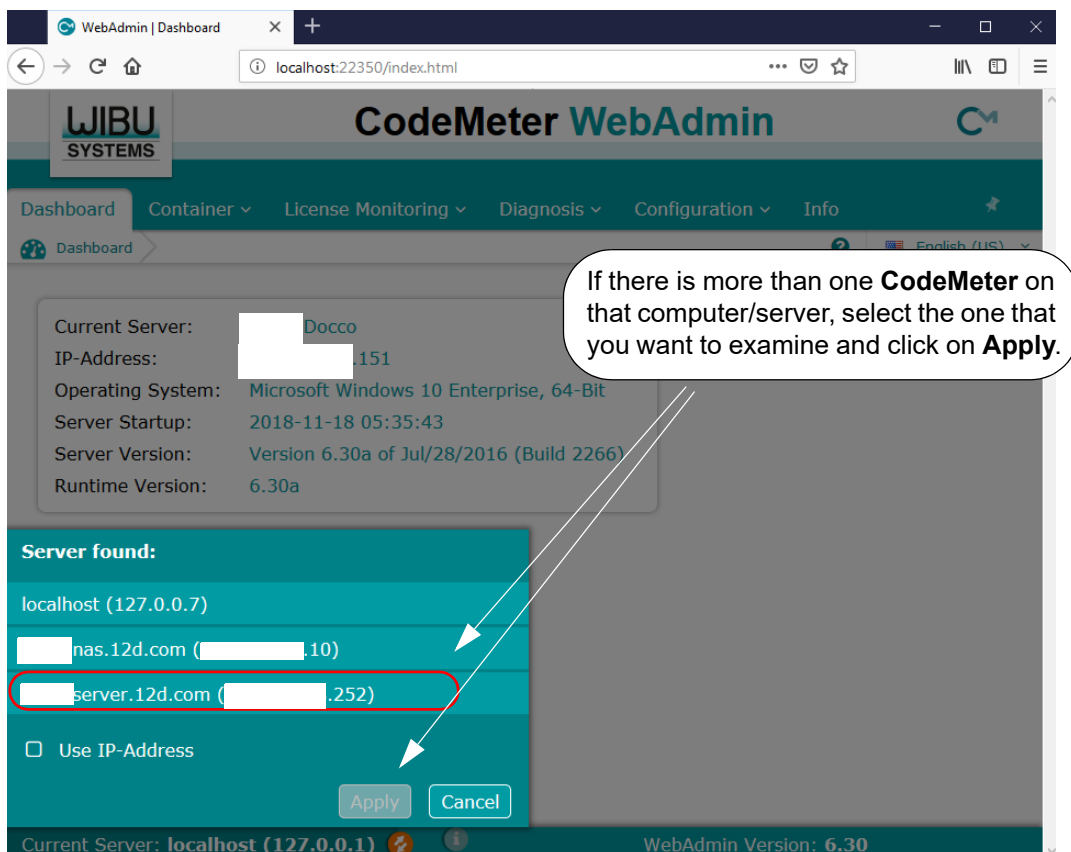 WebAdmin | Dashboard
localhost:22350/index.html
WIBU
SYSTEMS
CodeMeter WebAdmin
Dashboard Container License Monitoring Diagnosis Configuration Info
Dashboard
English (US)
If there is more than one CodeMeter on
that computer/server, select the one that
you want to examine and click on Apply.
Current Server: Docco
IP-Address: .151
Operating System: Microsoft Windows 10 Enterprise, 64-Bit
Server Startup: 2018-11-18 05:35:43
Server Version: Version 6.30a of Jul/28/2016 (Build 2266)
Runtime Version: 6.30a
Server found:
localhost (127.0.0.7)
nas.12d.com ( .10)
server.12d.com ( .252)
Use IP-Address
Apply Cancel
Current Server: localhost (127.0.0.1) WebAdmin Version: 6.30